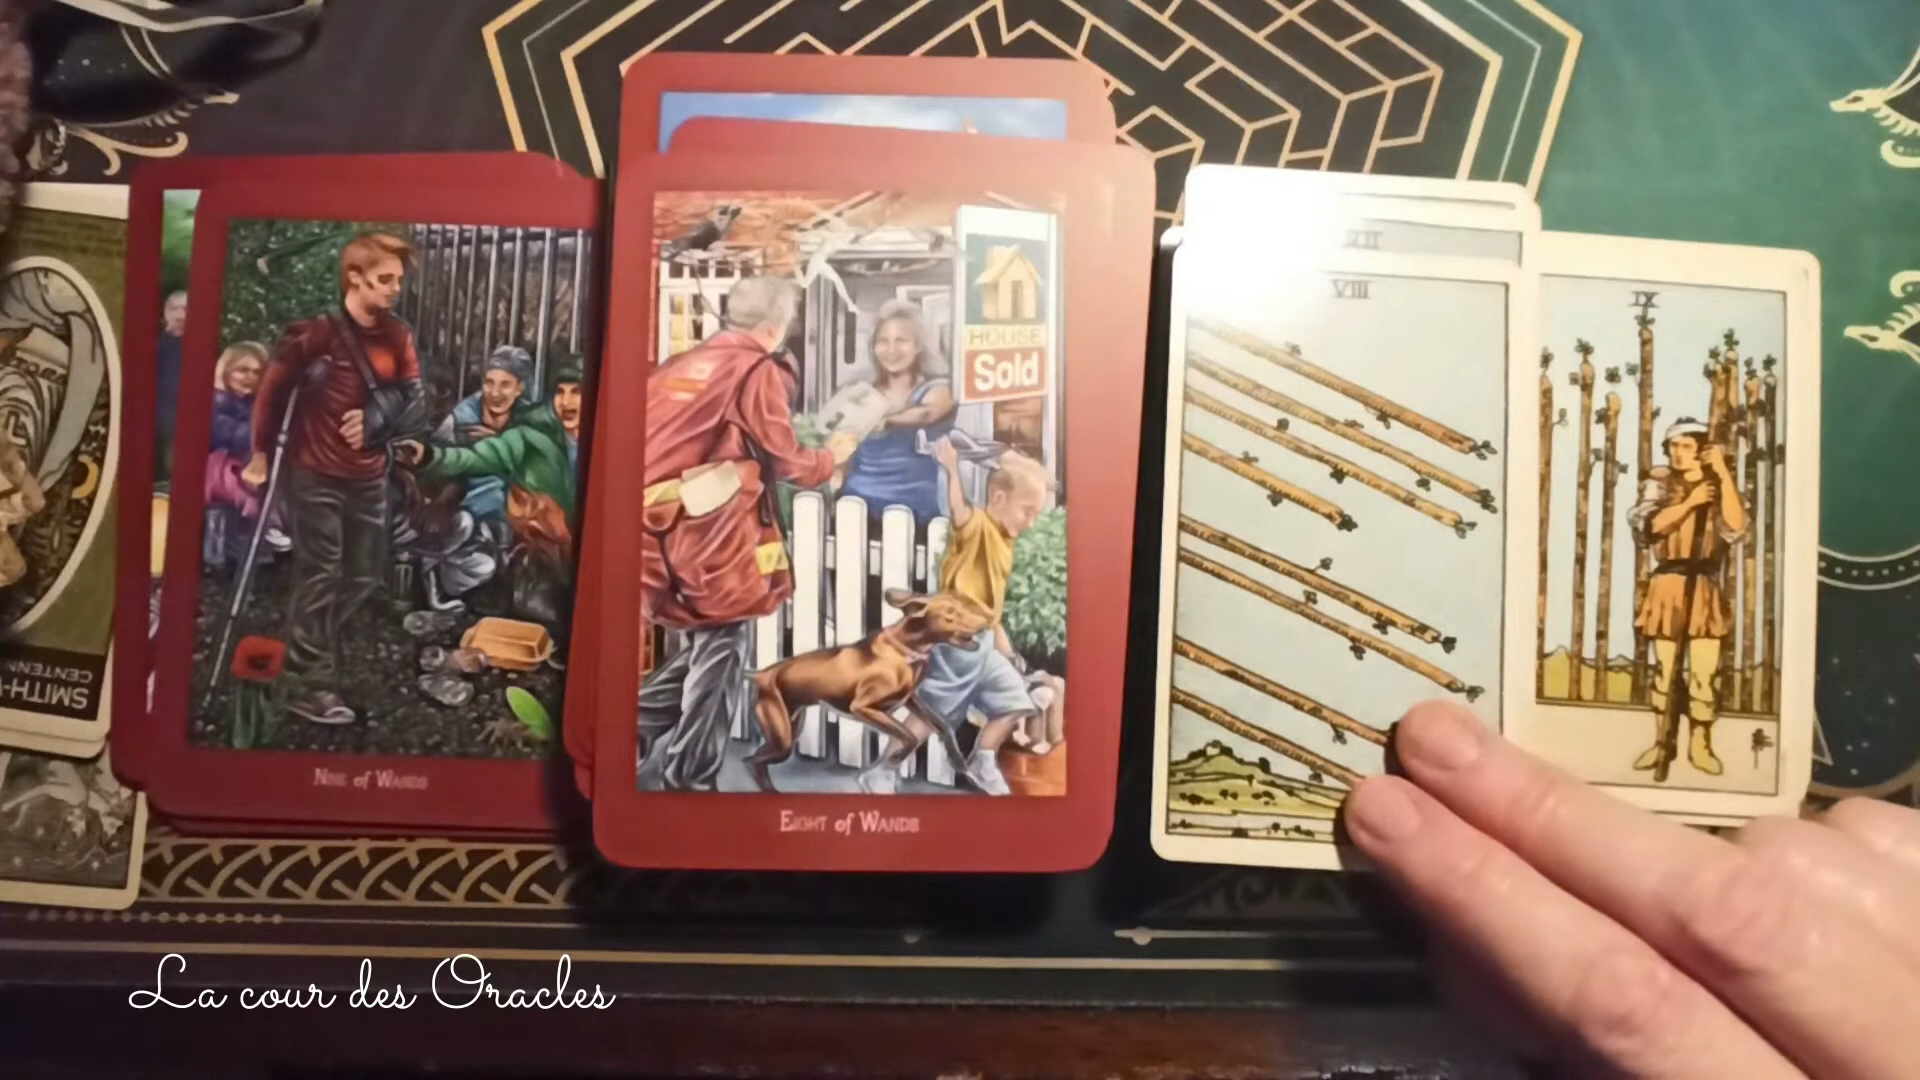 VIII
IX
HOUSE
Sold
SMITH-
CENTENN
Nine of Wands
Eight of Wands
La cour des Oracles